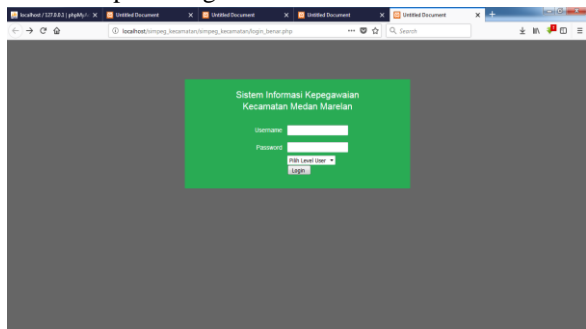 localhost / 127.0.0.1 | phpMy
Untitled Document
Untitled Document
Untitled Document
Untitled Document
localhost/simpeg_kecamatan/simpeg_kecamatan/login_benar.php
Search
Sistem Informasi Kepegawaian
Kecamatan Medan Marelan
Username
Password
Pilih Level User
Login